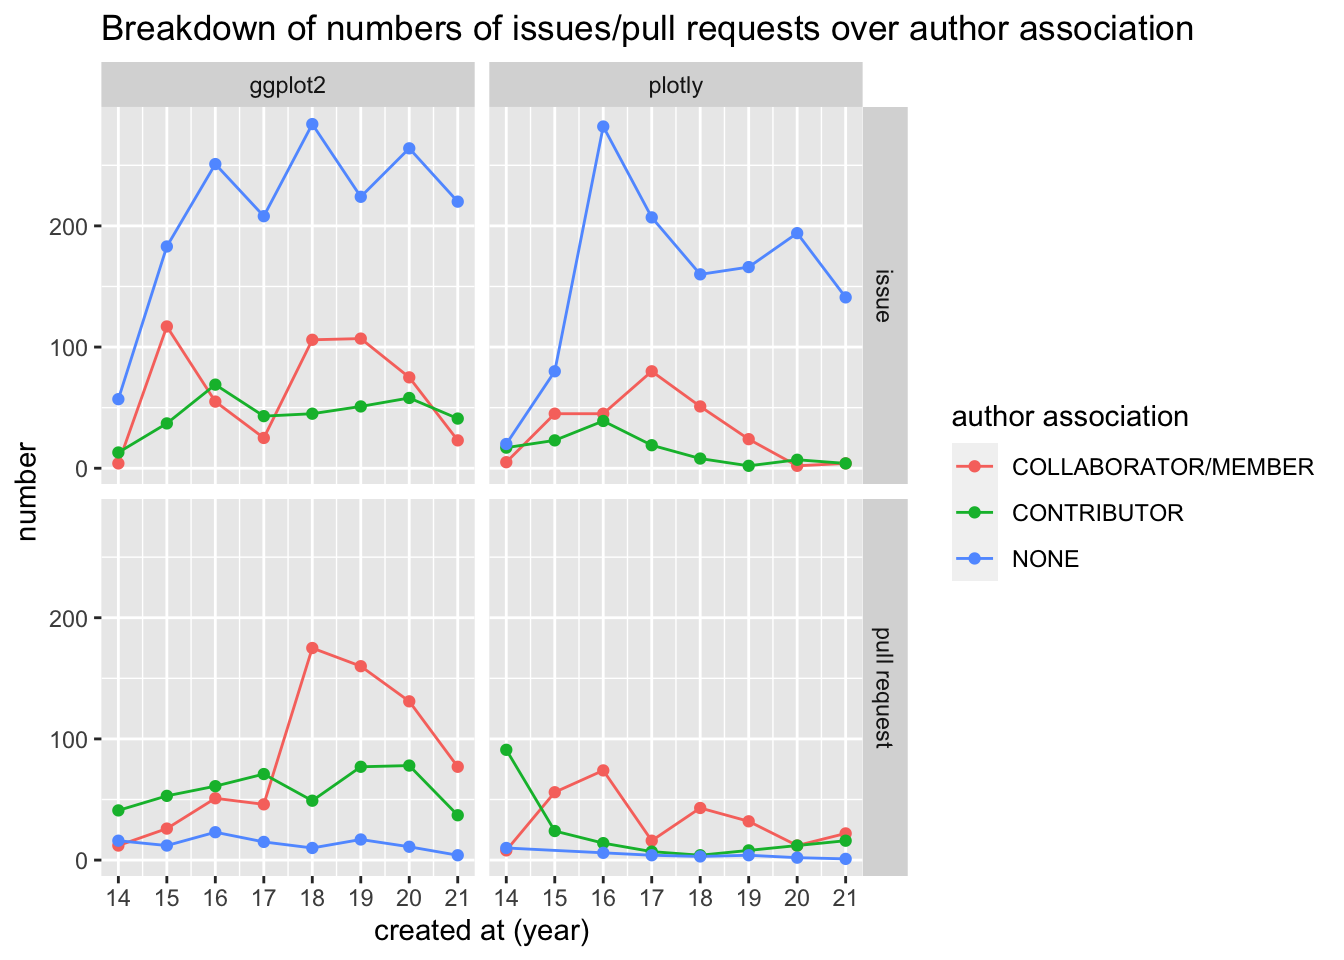 Breakdown of numbers of issues/pull requests over author association
ggplot2
plotly
200
100
0
issue
200
100
0
pull request
number
14 15 16 17 18 19 20 21
14 15 16 17 18 19 20 21
created at (year)
author association
COLLABORATOR/MEMBER
CONTRIBUTOR
NONE